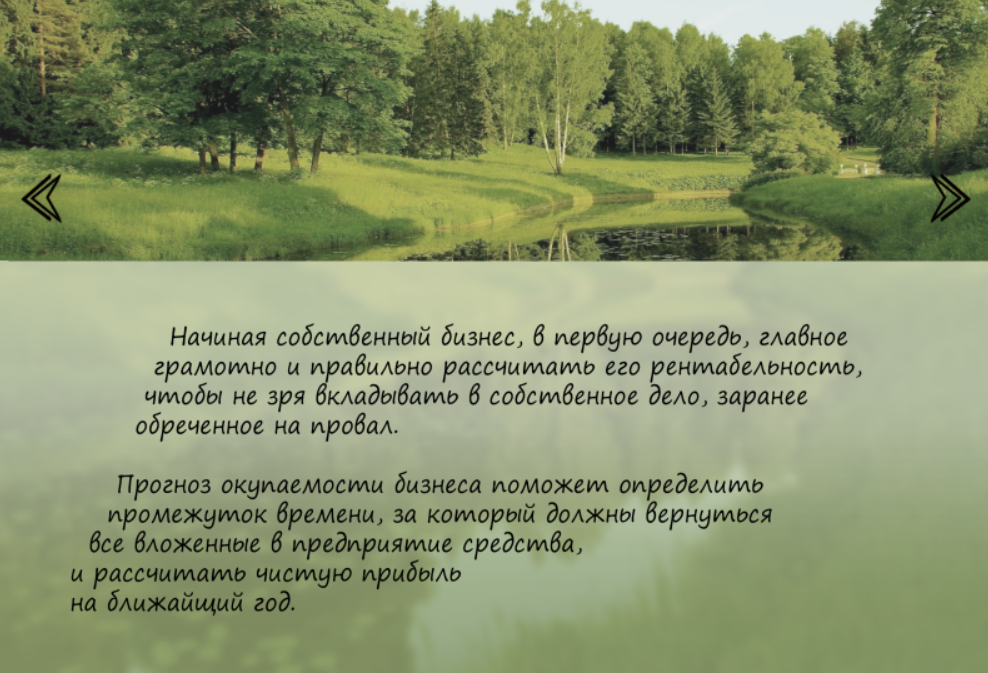 Начиная собственный бизнес, в первую очередь, главное
грамотно и правильно рассчитать его рентабельность,
чтобы не зря вкладывать в собственное дело, заранее
обреченное на провал.
Прогноз окупаемости бизнеса поможет определить
промежуток времени, за который должны вернуться
все вложенные в предприятие средства,
и рассчитать чистую прибыль
на ближайщий год.